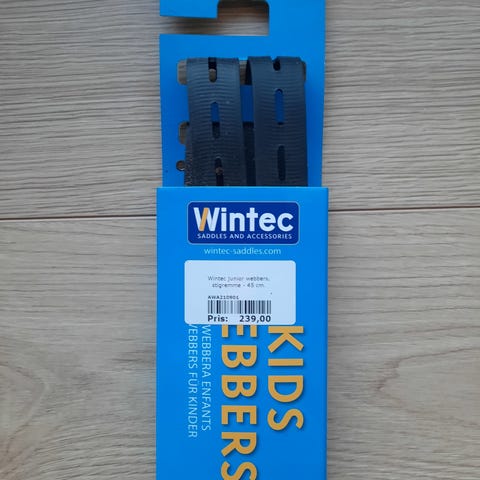 Wintec
SADDLES AND ACCESSORIES
wintec-saddles.com
Wintec Junior webbers,
stigremme - 45 cm.
AWA210901
Pris: 239,00
KIDS
WEBBERS
WEBBERA ENFANTS
WEBBERS FÜR KINDER